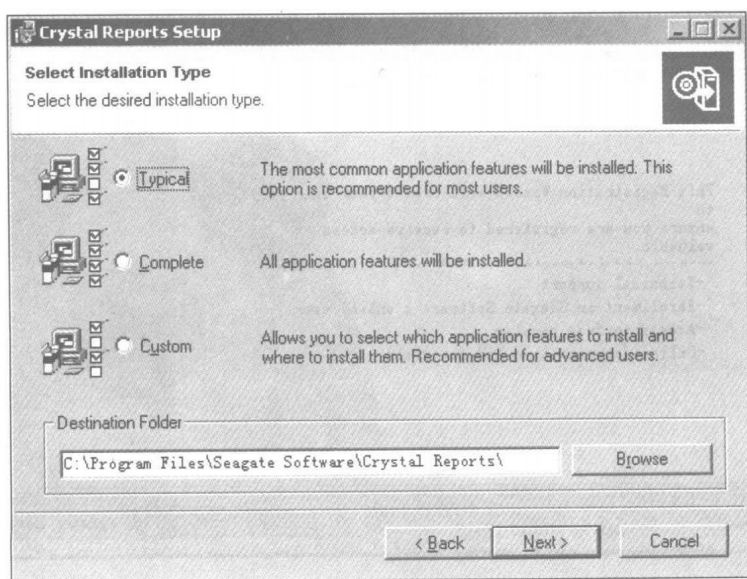 Crystal Reports Setup
Select Installation Type
Select the desired installation type.
Typical
The most common application features will be installed. This
option is recommended for most users.
Complete
All application features will be installed.
Custom
Allows you to select which application features to install and
where to install them. Recommended for advanced users.
Destination Folder
C:\Program Files\Seagate Software\Crystal Reports\
Browse
< Back
Next >
Cancel